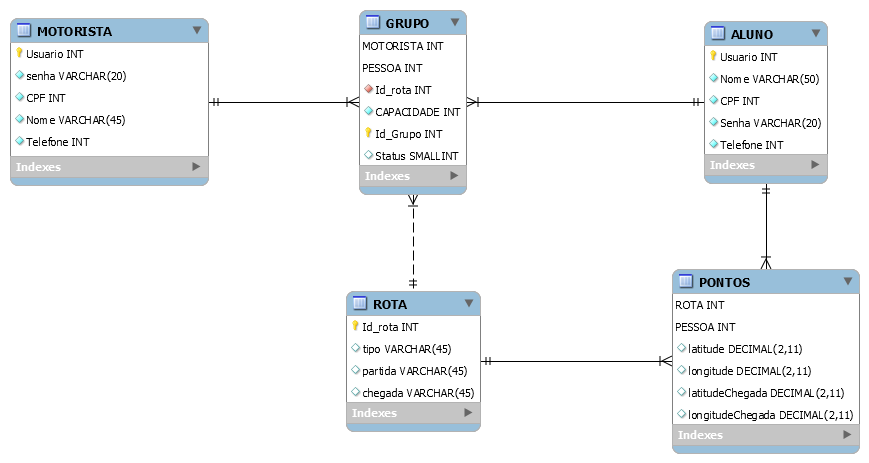 MOTORISTA
Usuario INT
senha VARCHAR(20)
CPF INT
Nome VARCHAR(45)
Telefone INT
Indexes
GRUPO
MOTORISTA INT
PESSOA INT
Id_rota INT
CAPACIDADE INT
Id_Grupo INT
Status SMALLINT
Indexes
ALUNO
Usuario INT
Nome VARCHAR(50)
CPF INT
Senha VARCHAR(20)
Telefone INT
Indexes
ROTA
Id_rota INT
tipo VARCHAR(45)
partida VARCHAR(45)
chegada VARCHAR(45)
Indexes
PONTOS
ROTA INT
PESSOA INT
latitude DECIMAL(2,11)
longitude DECIMAL(2,11)
latitudeChegada DECIMAL(2,11)
longitudeChegada DECIMAL(2,11)
Indexes